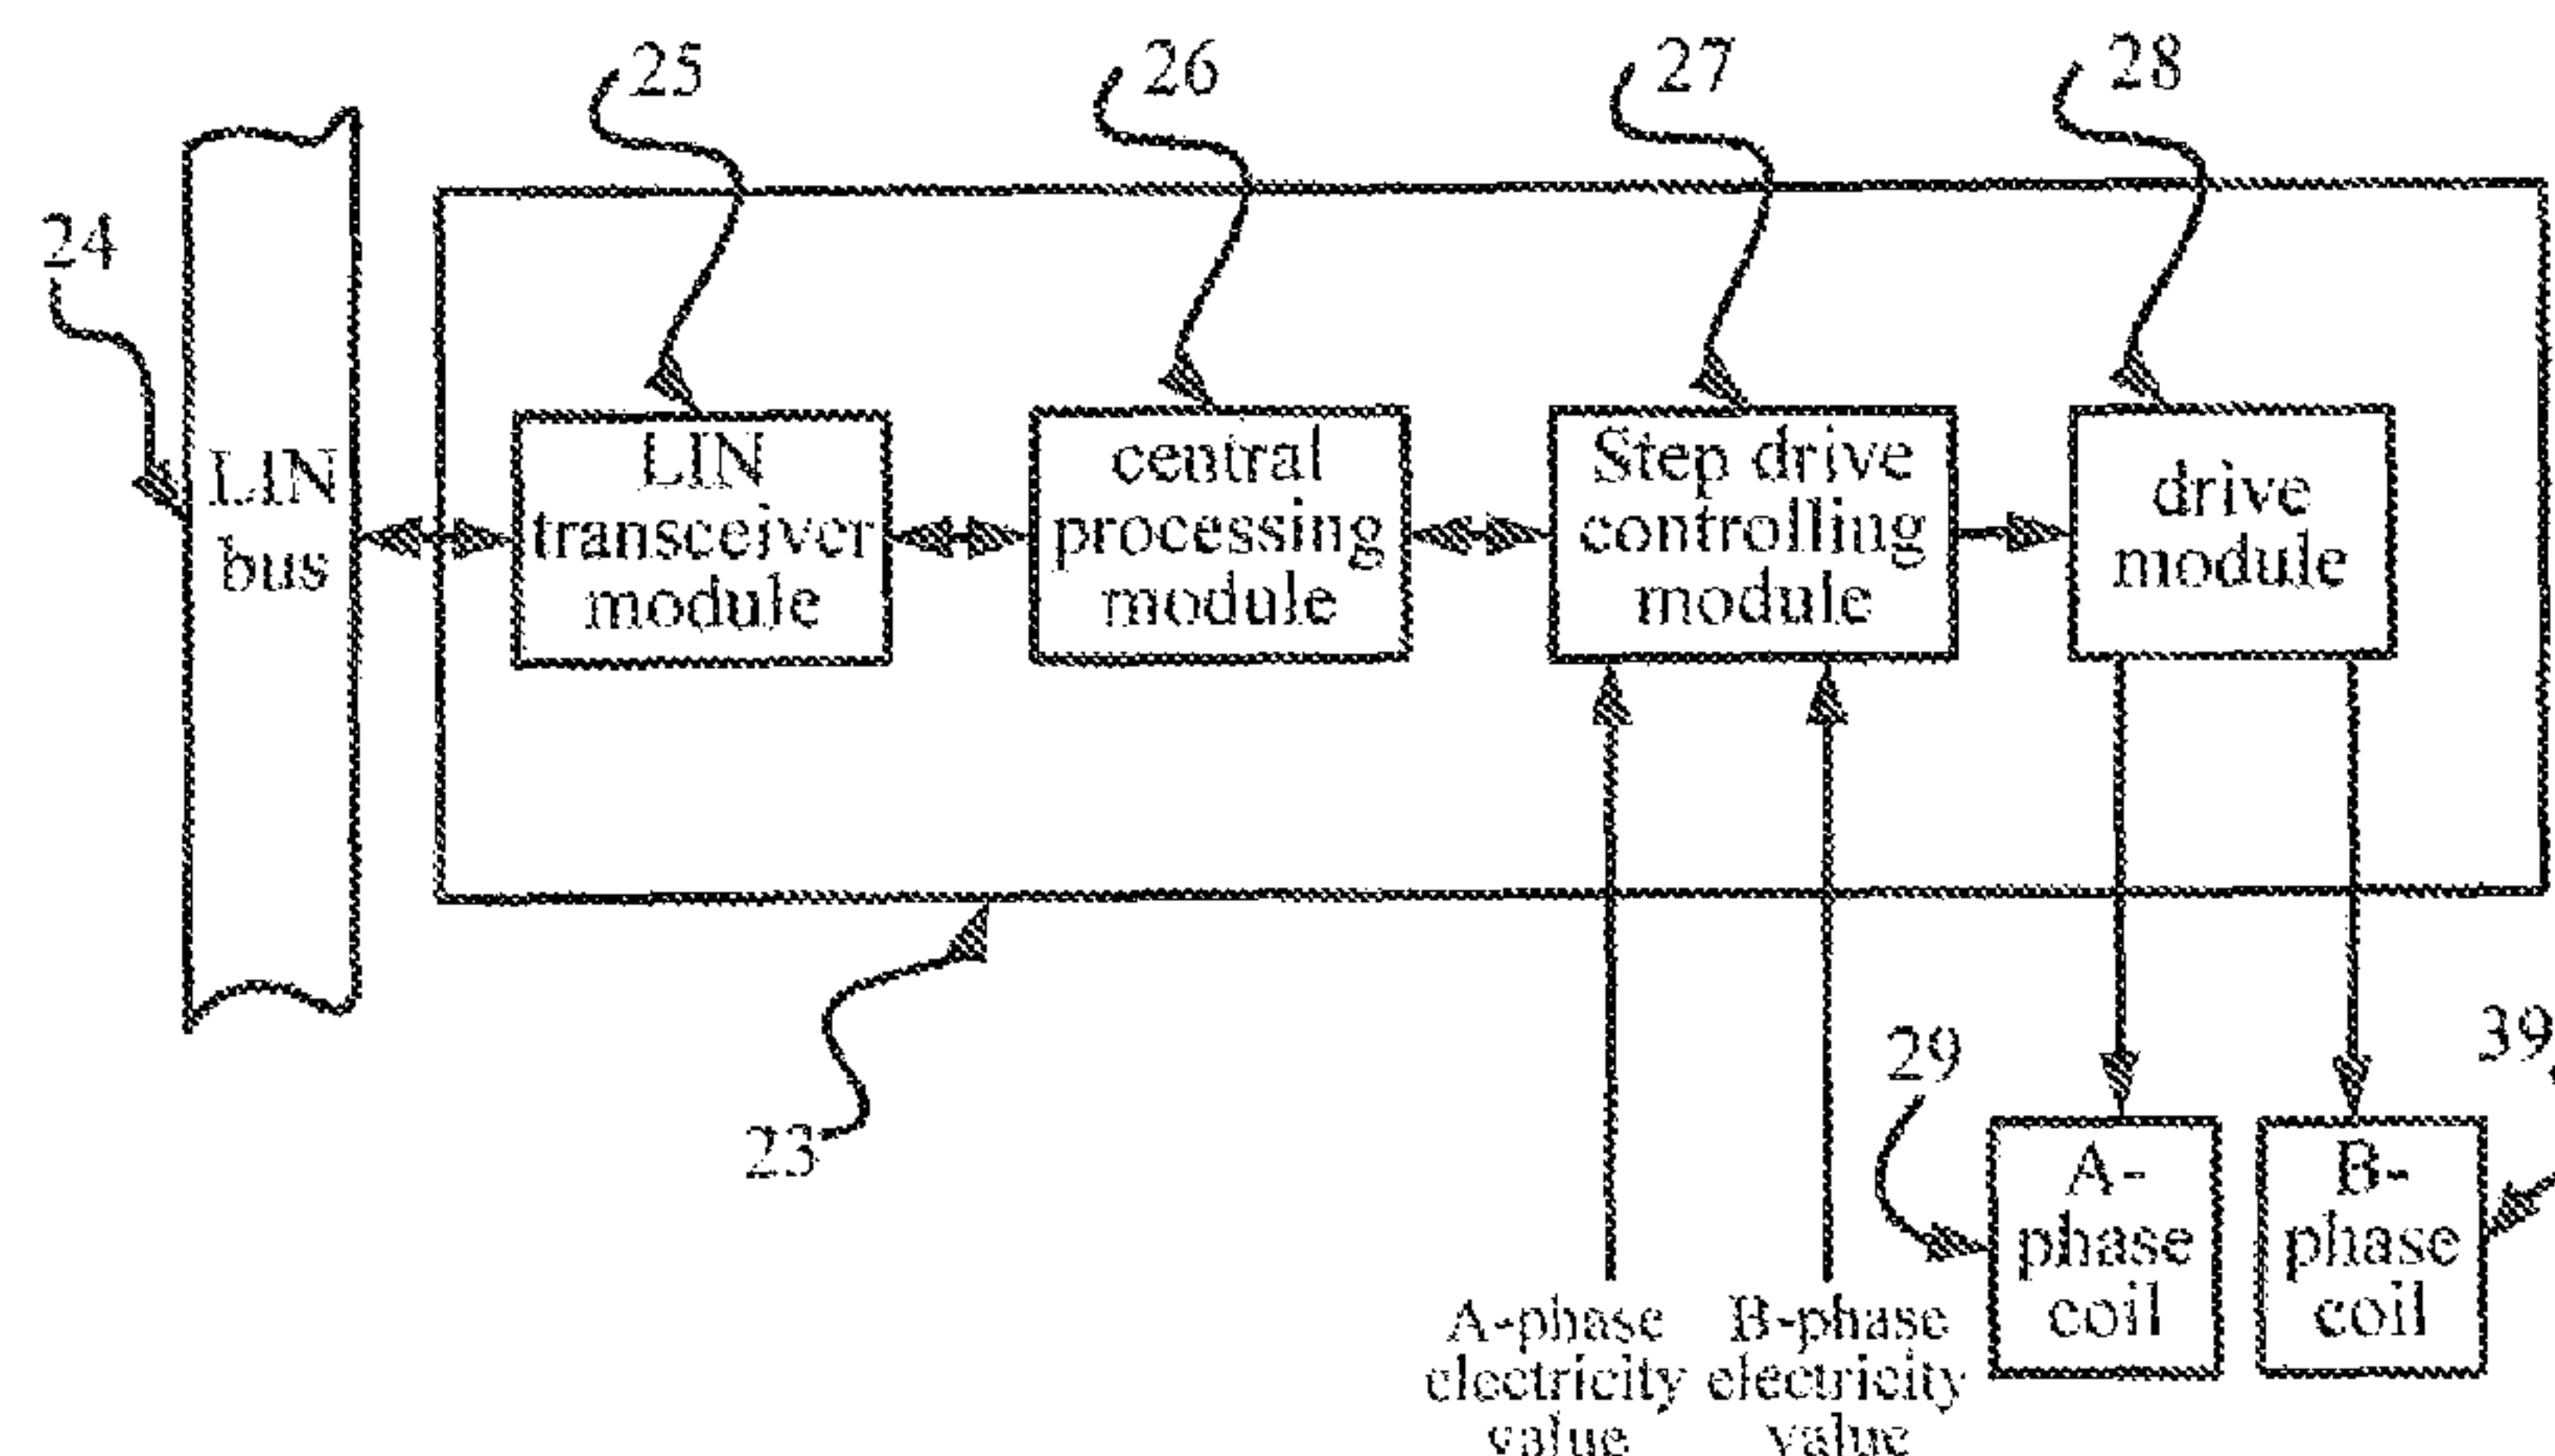 25
26
27
28
24
LIN
bus
LIN
transceiver
module
central
processing
module
Step drive
controlling
module
drive
module
23
29
39
A-phase
electricity
value
B-phase
electricity
value
A-
phase
coil
B-
phase
coil